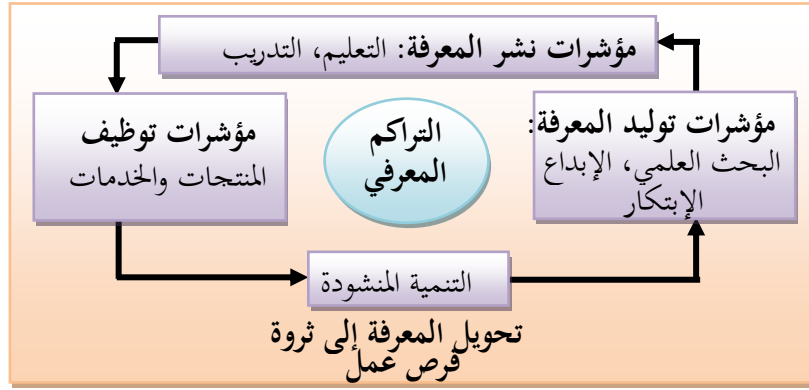 مؤشرات نشر المعرفة: التعليم، التدريب
مؤشرات توليد المعرفة:
البحث العلمي، الإبداع
الإبتكار
التراكم
المعرفي
مؤشرات توظيف
المنتجات والخدمات
التنمية المنشودة
تحويل المعرفة إلى ثروة
فرص عمل